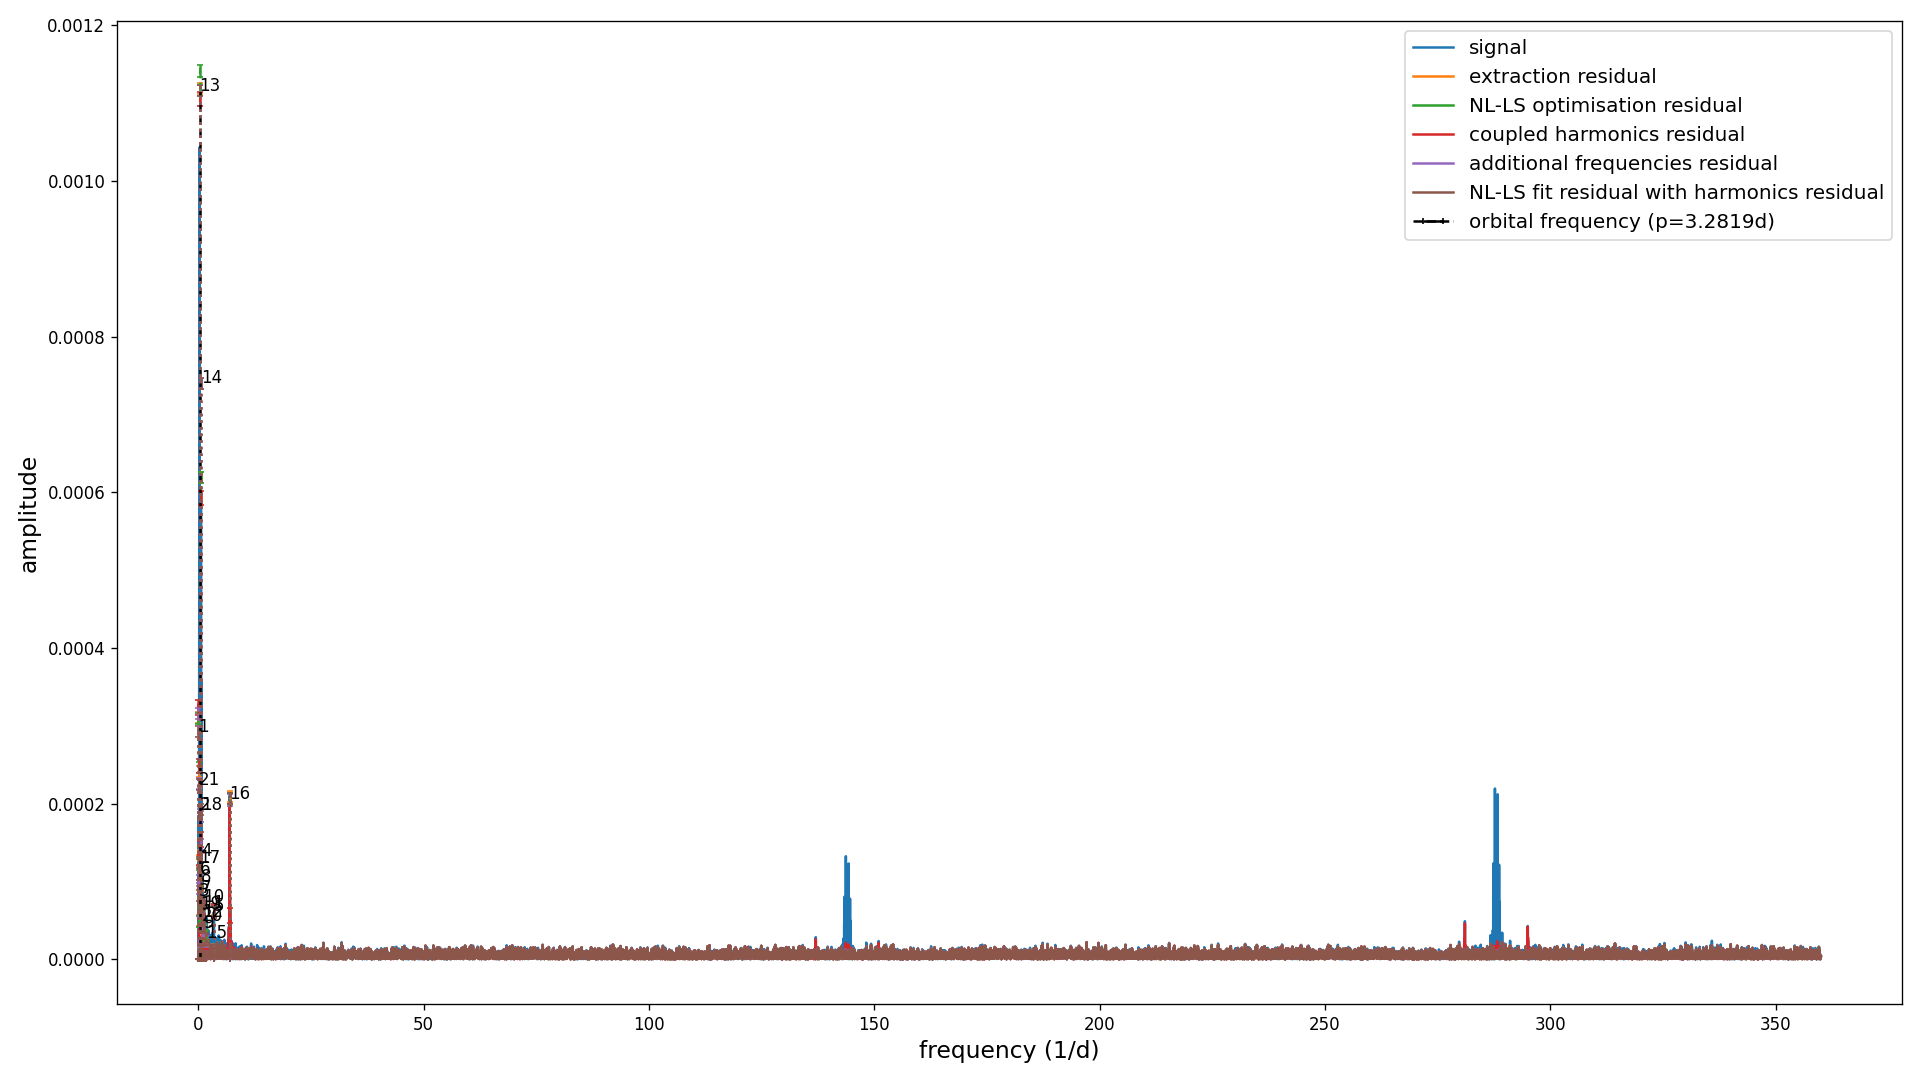 0.0012
0.0010
0.0008
0.0006
0.0004
0.0002
0.0000
amplitude
0
50
100
150
200
250
300
350
frequency (1/d)
signal
extraction residual
NL-LS optimisation residual
coupled harmonics residual
additional frequencies residual
NL-LS fit residual with harmonics residual
orbital frequency (p=3.2819d)
13
14
1
21
16
18
4
17
6
10
15